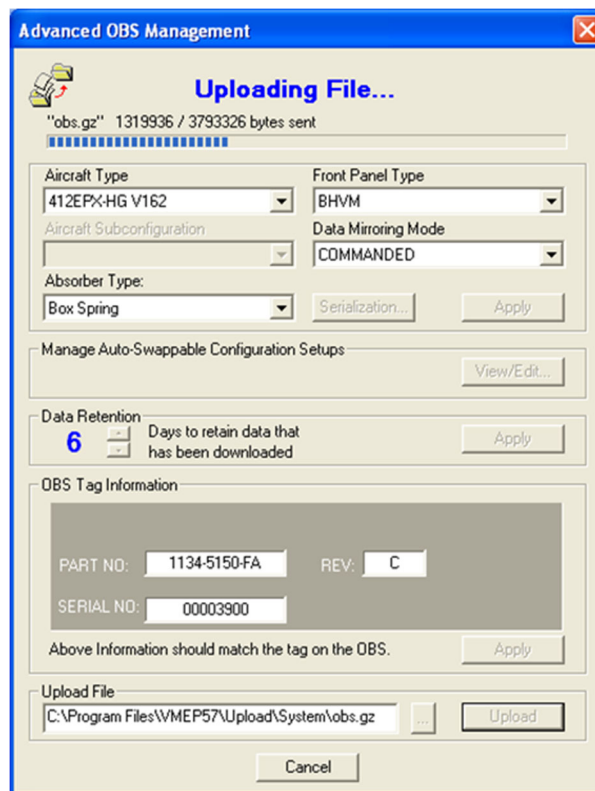 Advanced OBS Management
Uploading File...
"obs.gz" 1319936 / 3793326 bytes sent
Aircraft Type
Front Panel Type
412EPX-HG V162
BHVM
Aircraft Subconfiguration
Data Mirroring Mode
COMMANDED
Absorber Type:
Box Spring
Serialization...
Apply
Manage Auto-Swappable Configuration Setups
View/Edit...
Data Retention
6
Days to retain data that
has been downloaded
Apply
OBS Tag Information
PART NO: 1134-5150-FA REV: C
SERIAL NO: 00003900
Above Information should match the tag on the OBS.
Apply
Upload File
C:\Program Files\VMEP57\Upload\System\obs.gz
...
Upload
Cancel